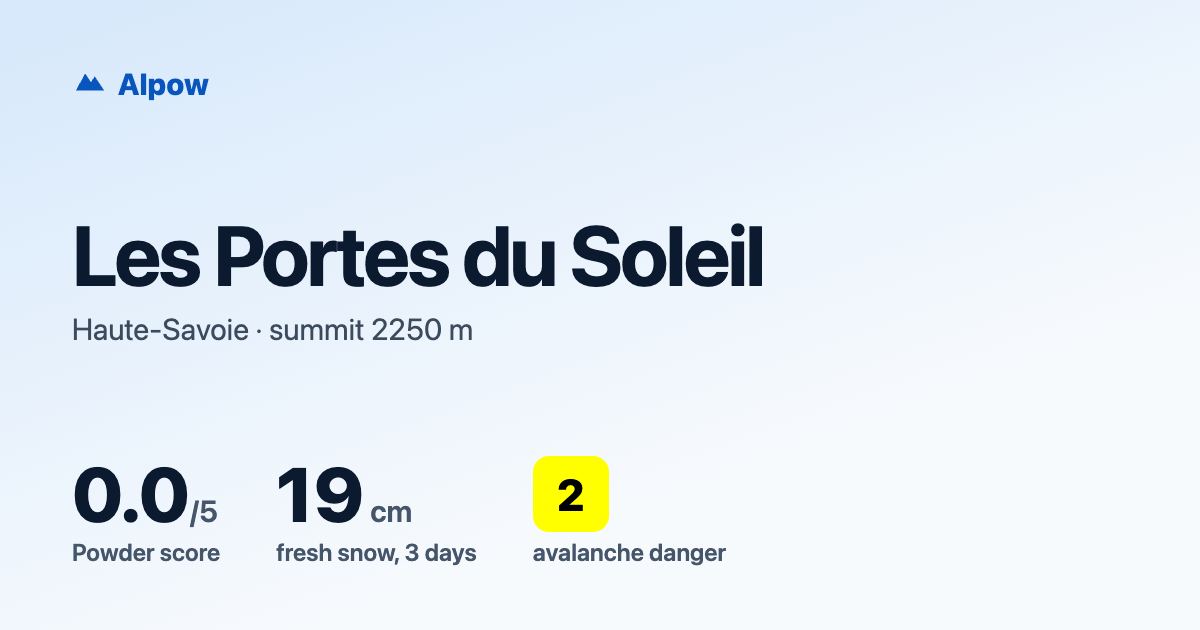 Alpow
Les Portes du Soleil
Haute-Savoie · summit 2250 m
0.0/5
Powder score
19 cm
fresh snow, 3 days
2
avalanche danger